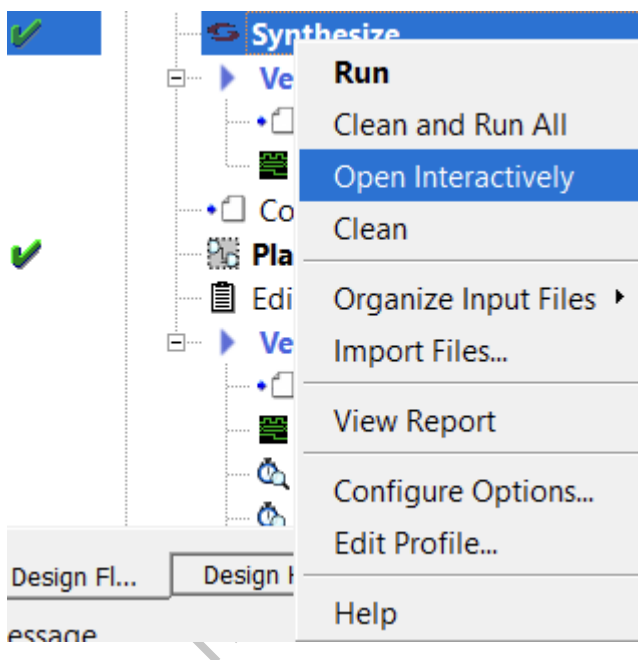 Synthesize
Run
Ve
Clean and Run All
Open Interactively
Co
Clean
Pla
Edi
Organize Input Files
Ve
Import Files...
View Report
Configure Options...
Edit Profile...
Design Fl...
Design H
Help
essage